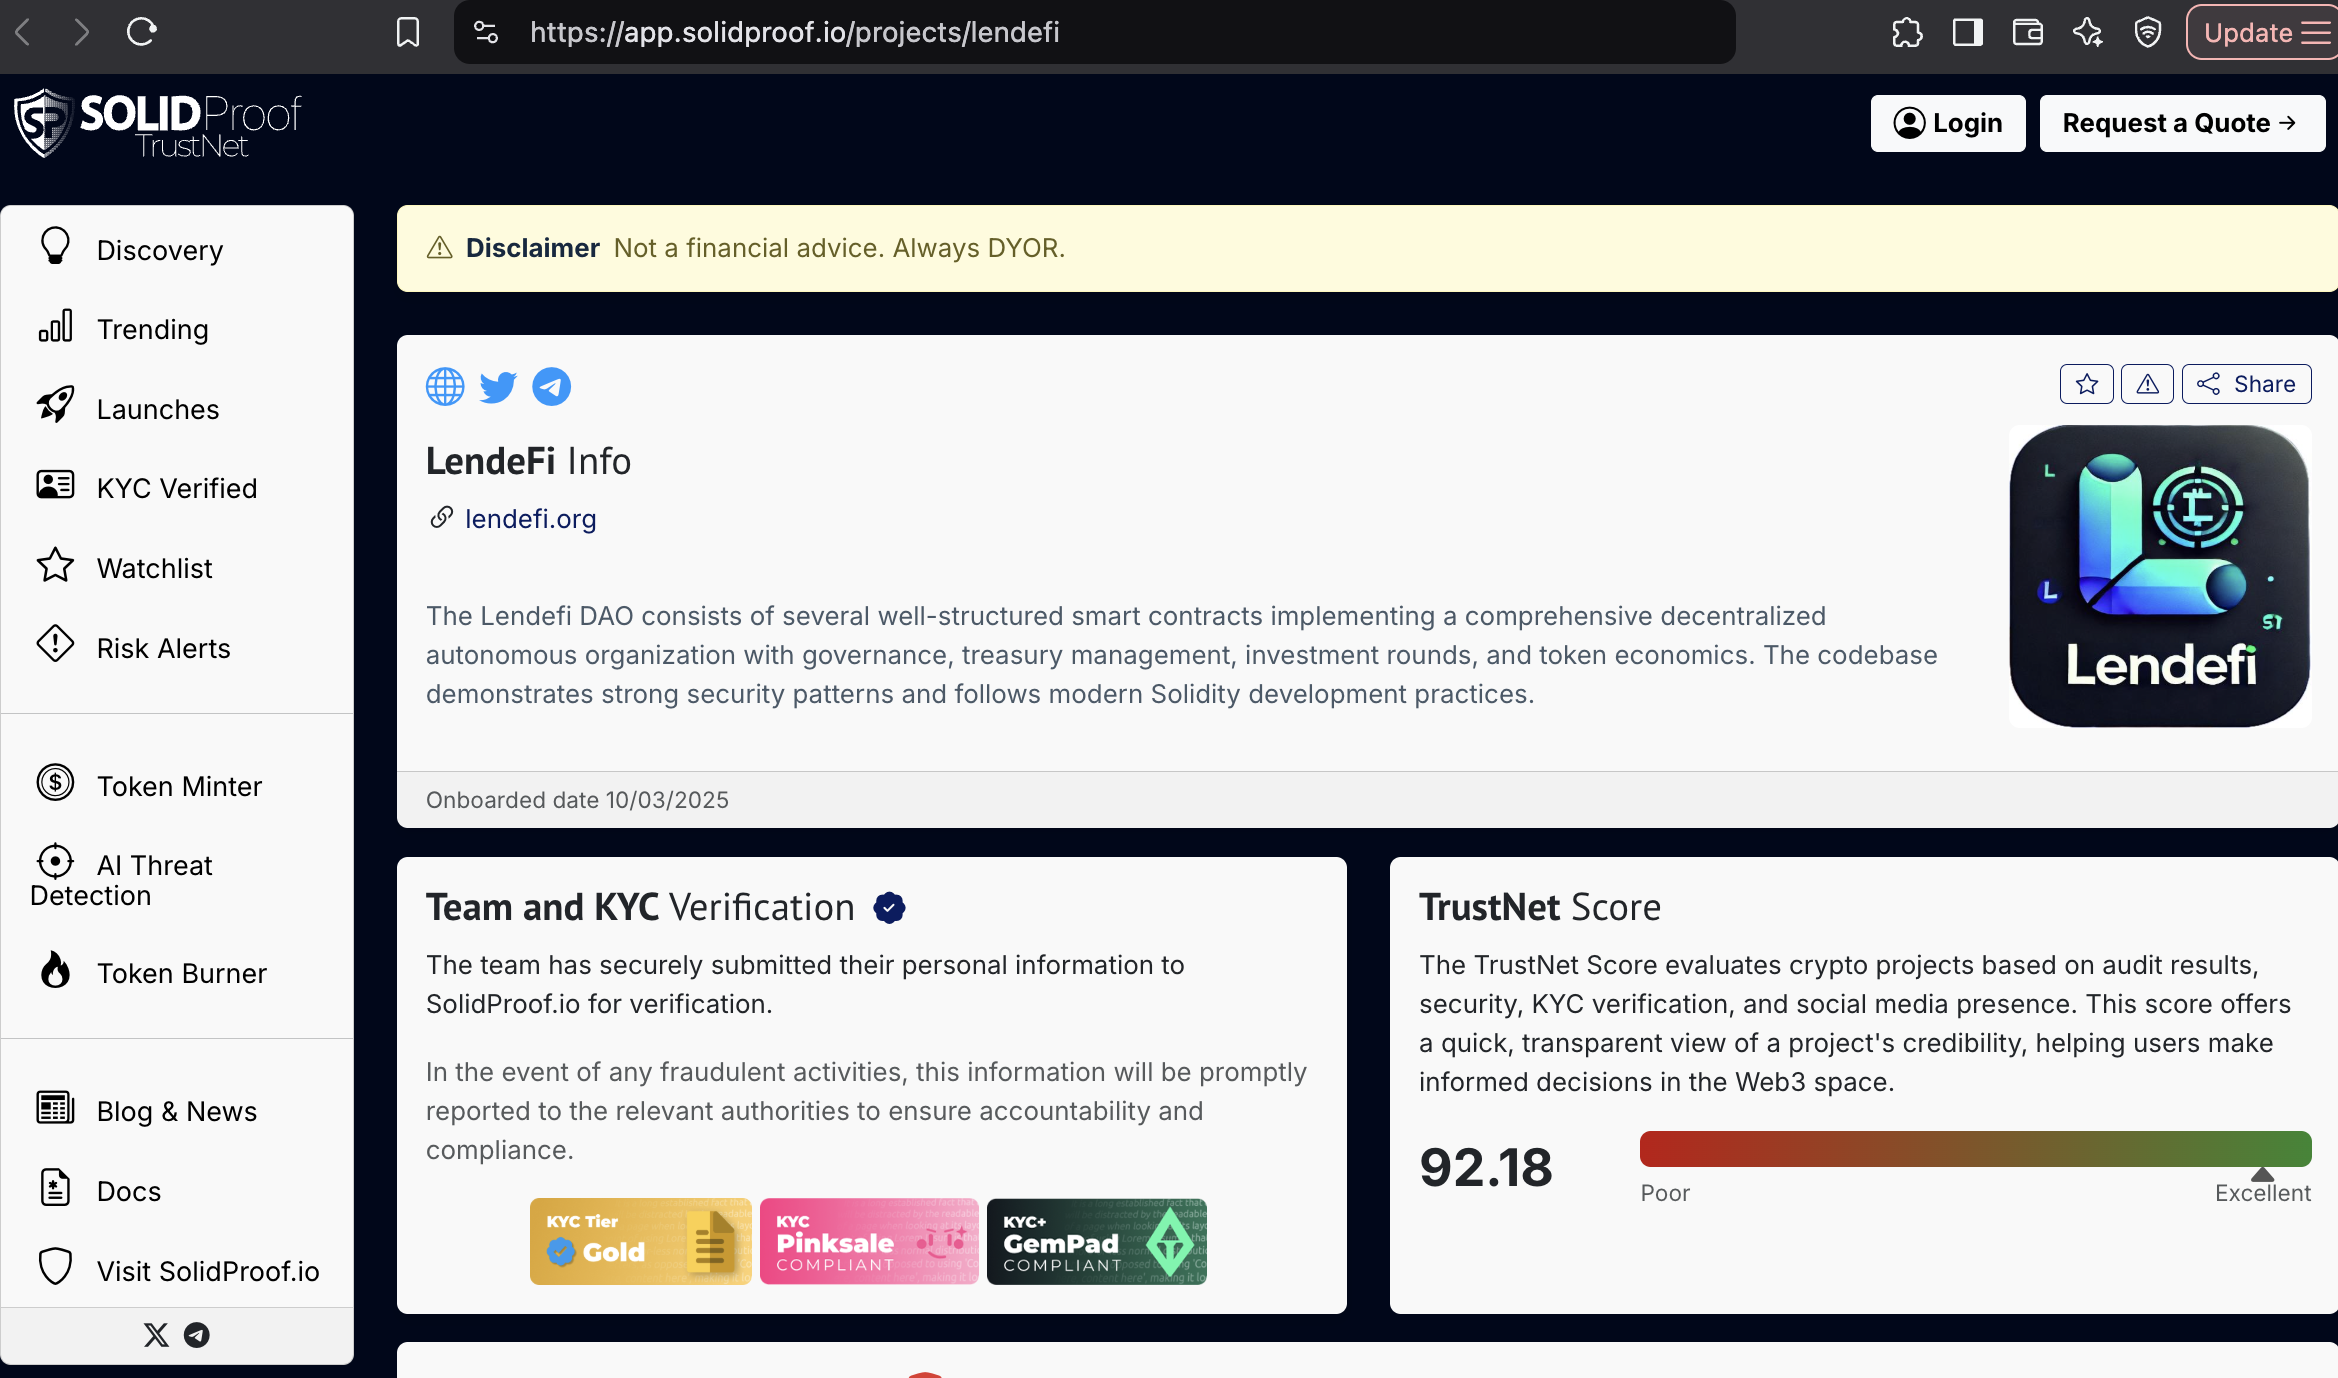 https://app.solidproof.io/projects/lendefi
Update
SOLIDProof
TrustNet
Login
Request a Quote →
Discovery
Trending
Launches
KYC Verified
Watchlist
Risk Alerts
Token Minter
AI Threat
Detection
Token Burner
Blog & News
Docs
Visit SolidProof.io
Disclaimer Not a financial advice. Always DYOR.
Share
LendeFi Info
lendefi.org
The Lendefi DAO consists of several well-structured smart contracts implementing a comprehensive decentralized
autonomous organization with governance, treasury management, investment rounds, and token economics. The codebase
demonstrates strong security patterns and follows modern Solidity development practices.
L
L
ST
Lendefi
Onboarded date 10/03/2025
Team and KYC Verification
The team has securely submitted their personal information to
SolidProof.io for verification.
In the event of any fraudulent activities, this information will be promptly
reported to the relevant authorities to ensure accountability and
compliance.
KYC Tier
Gold
KYC
Pinksale
COMPLIANT
KYC+
GemPad
COMPLIANT
TrustNet Score
The TrustNet Score evaluates crypto projects based on audit results,
security, KYC verification, and social media presence. This score offers
a quick, transparent view of a project's credibility, helping users make
informed decisions in the Web3 space.
92.18
Poor
Excellent